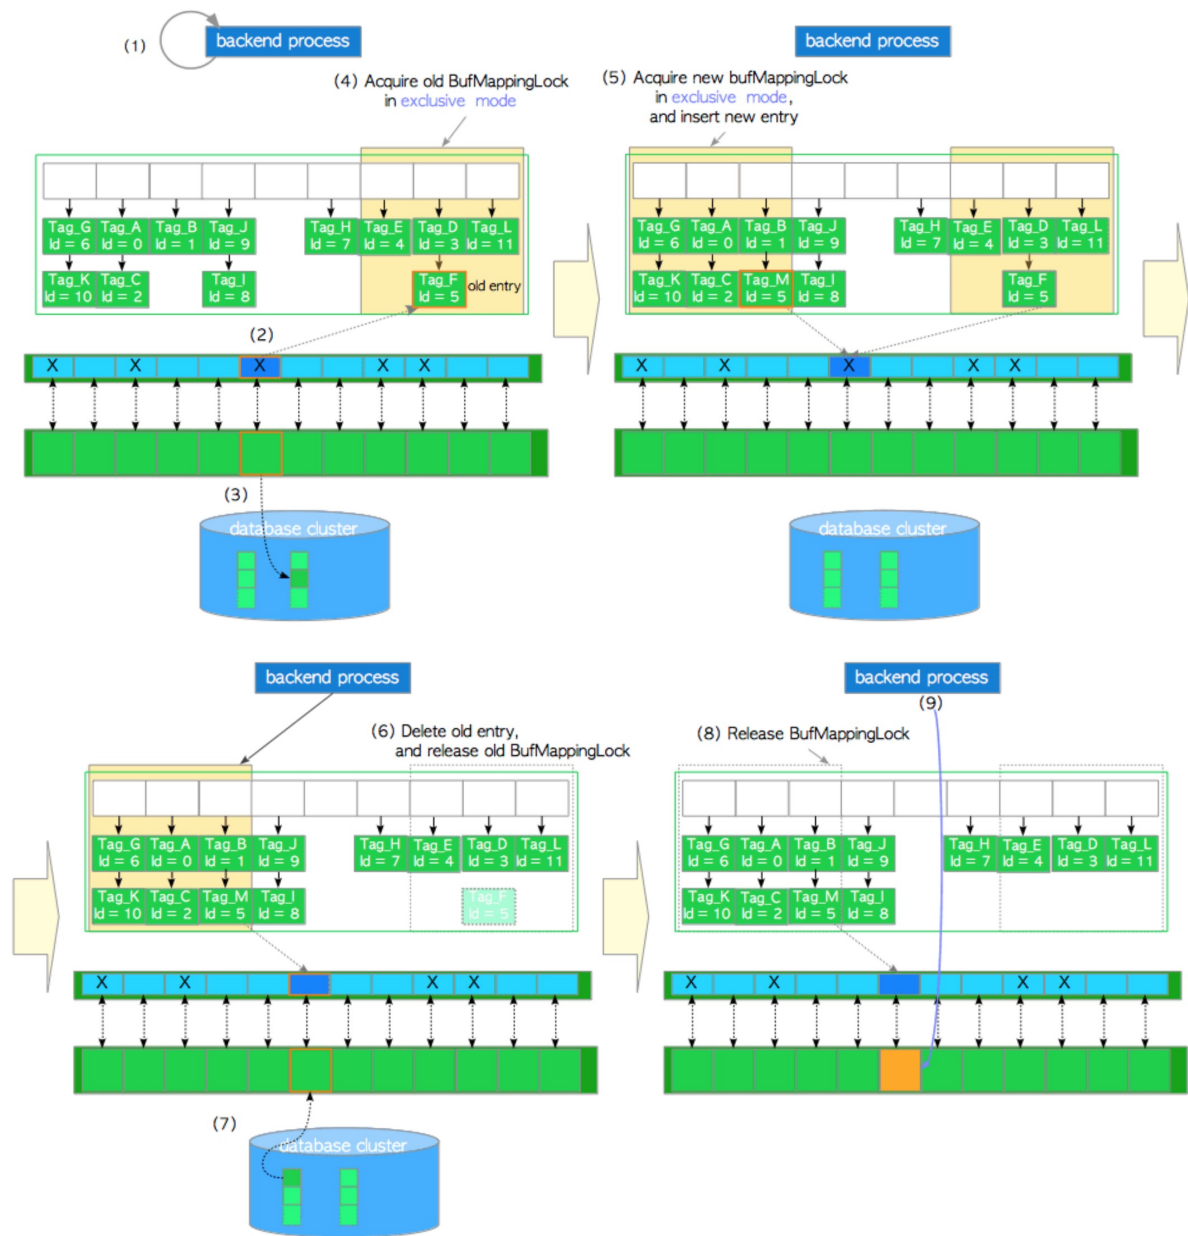 (1)
backend process
(4) Acquire old BufMappingLock
in exclusive mode
Tag_G Id = 6
Tag_A Id = 0
Tag_B Id = 1
Tag_J Id = 9
Tag_H Id = 7
Tag_E Id = 4
Tag_D Id = 3
Tag_L Id = 11
Tag_K Id = 10
Tag_C Id = 2
Tag_I Id = 8
Tag_F Id = 5
old entry
(2)
X X X X X
(3)
database cluster
backend process
(5) Acquire new bufMappingLock
in exclusive mode,
and insert new entry
Tag_G Id = 6
Tag_A Id = 0
Tag_B Id = 1
Tag_J Id = 9
Tag_H Id = 7
Tag_E Id = 4
Tag_D Id = 3
Tag_L Id = 11
Tag_K Id = 10
Tag_C Id = 2
Tag_M Id = 5
Tag_I Id = 8
Tag_F Id = 5
X X X X X
database cluster
backend process
(6) Delete old entry,
and release old BufMappingLock
Tag_G Id = 6
Tag_A Id = 0
Tag_B Id = 1
Tag_J Id = 9
Tag_H Id = 7
Tag_E Id = 4
Tag_D Id = 3
Tag_L Id = 11
Tag_K Id = 10
Tag_C Id = 2
Tag_M Id = 5
Tag_I Id = 8
Tag_F Id = 5
X X X X
(7)
database cluster
backend process
(9)
(8) Release BufMappingLock
Tag_G Id = 6
Tag_A Id = 0
Tag_B Id = 1
Tag_J Id = 9
Tag_H Id = 7
Tag_E Id = 4
Tag_D Id = 3
Tag_L Id = 11
Tag_K Id = 10
Tag_C Id = 2
Tag_M Id = 5
Tag_I Id = 8
X X X X